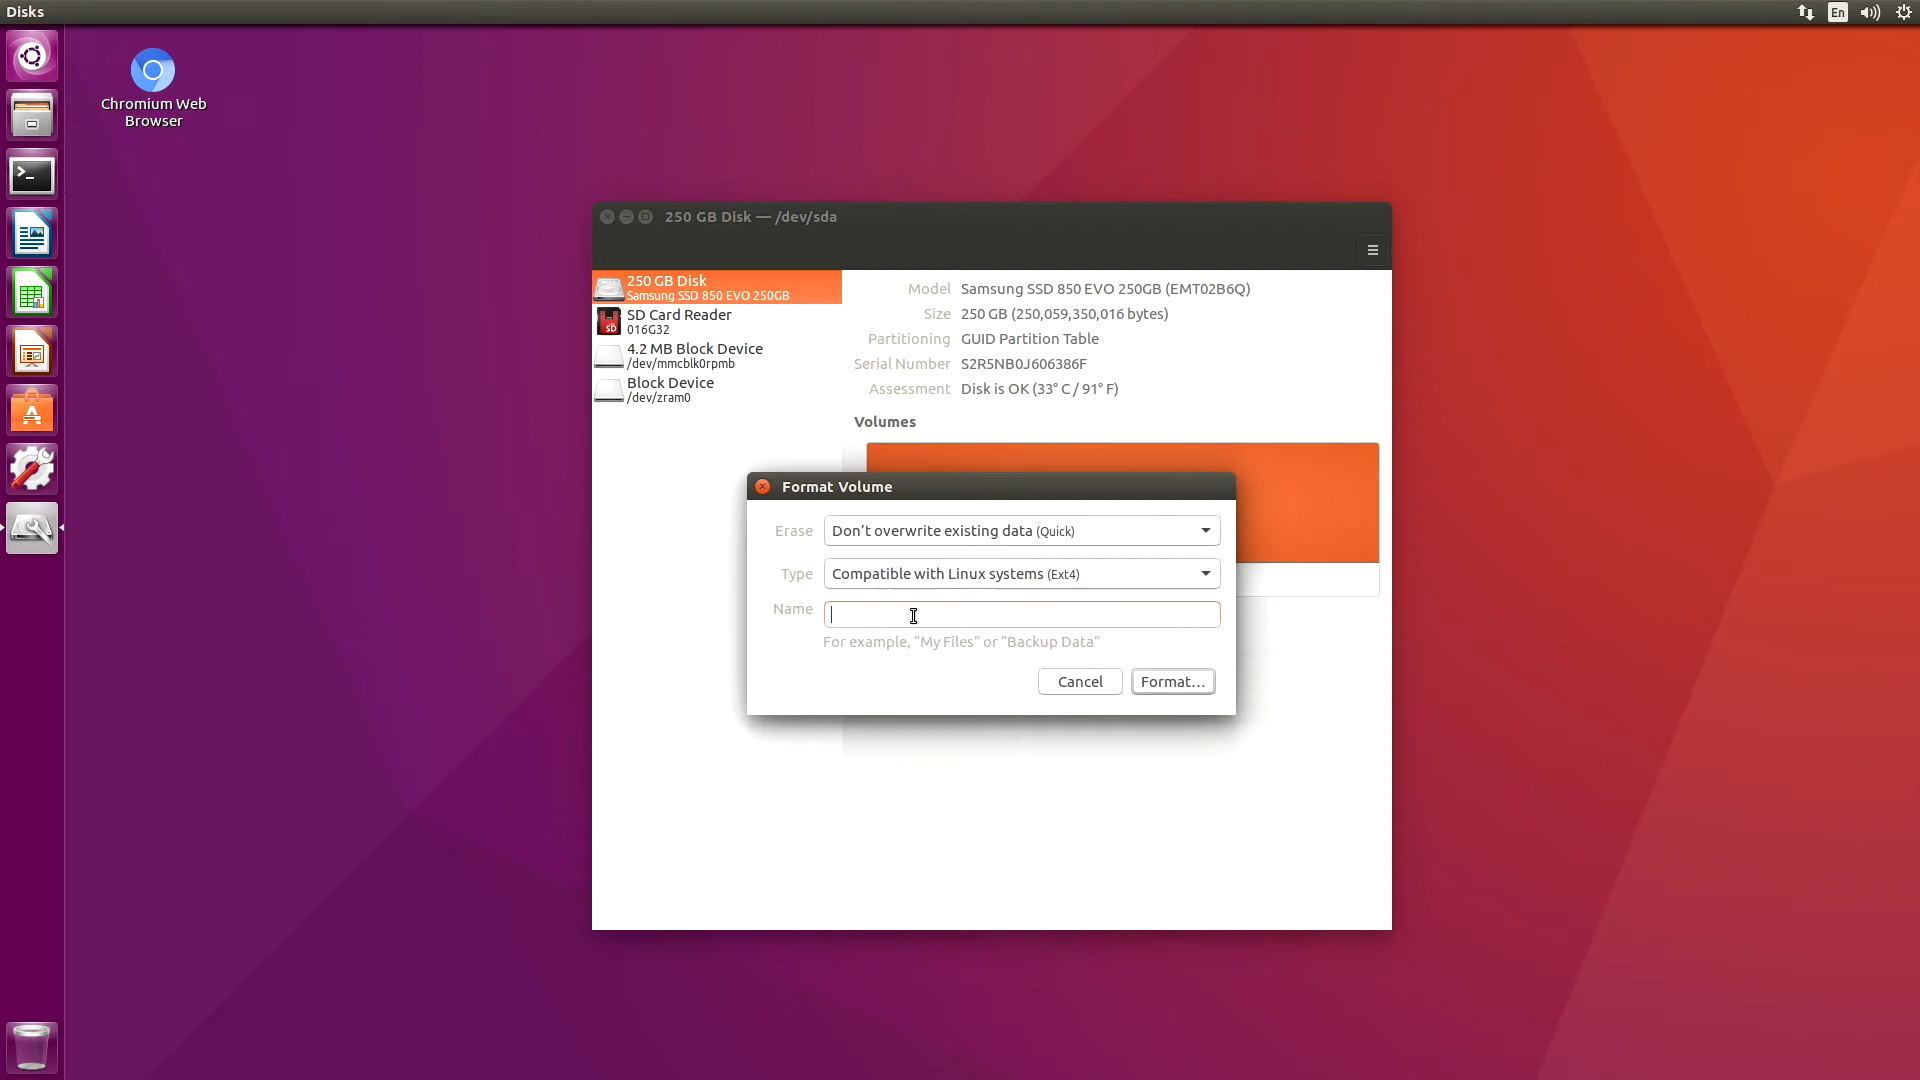 Disks
En
Chromium Web
Browser
250 GB Disk — /dev/sda
250 GB Disk
Samsung SSD 850 EVO 250GB
SD Card Reader
016G32
SD
4.2 MB Block Device
/dev/mmcblk0rpmb
Block Device
/dev/zram0
Model Samsung SSD 850 EVO 250GB (EMT02B6Q)
Size 250 GB (250,059,350,016 bytes)
Partitioning GUID Partition Table
Serial Number S2R5NB0J606386F
Assessment Disk is OK (33° C / 91° F)
Volumes
Format Volume
Erase Don’t overwrite existing data (Quick)
Type Compatible with Linux systems (Ext4)
Name
For example, “My Files” or “Backup Data”
Cancel Format…